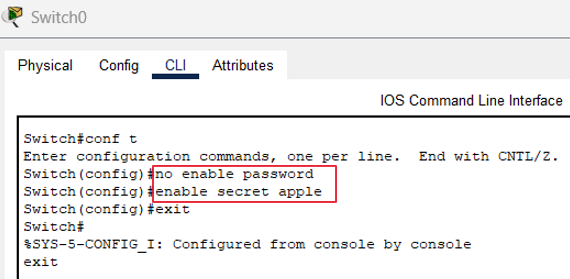 Switch0
Physical Config CLI Attributes
IOS Command Line Interface
Switch#conf t
Enter configuration commands, one per line.  End with CNTL/Z.
Switch(config)#no enable password
Switch(config)#enable secret apple
Switch(config)#exit
Switch#
%SYS-5-CONFIG_I: Configured from console by console
exit